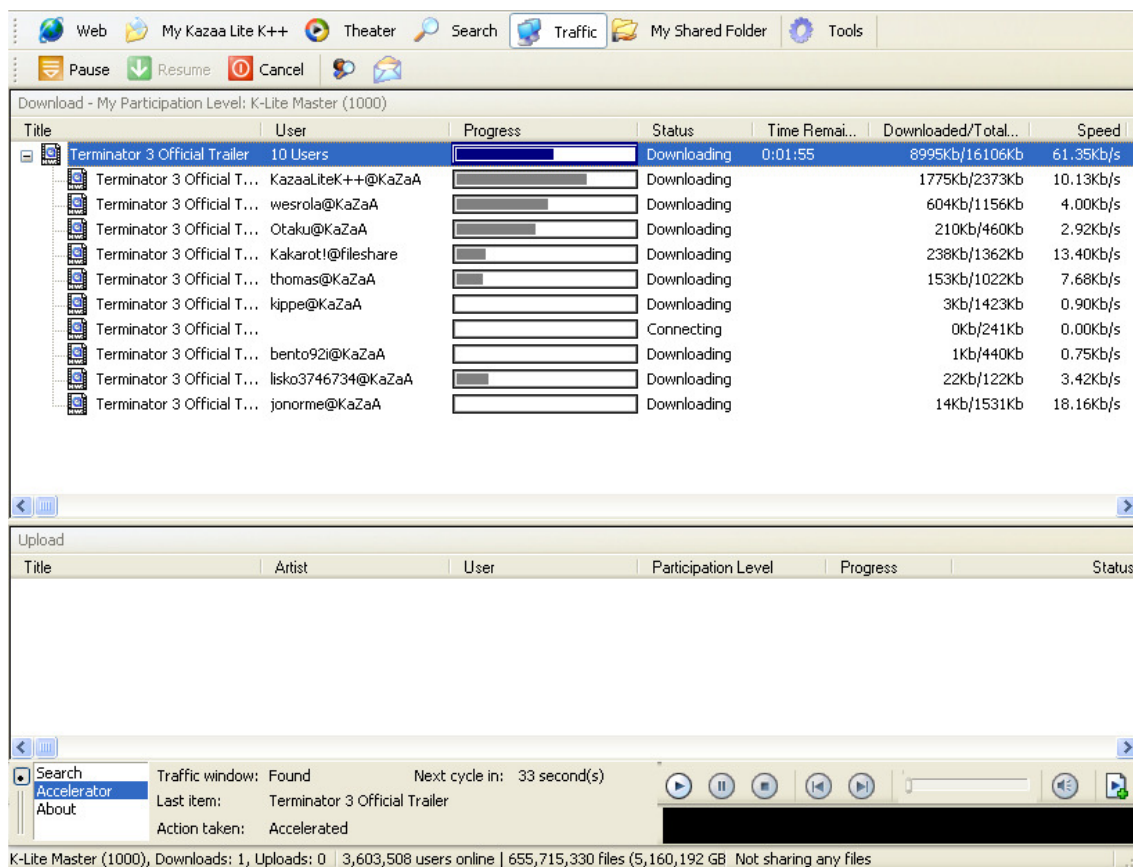 Web My Kazaa Lite K++ Theater Search Traffic My Shared Folder Tools
Pause Resume Cancel
Download - My Participation Level: K-Lite Master (1000)
Title User Progress Status Time Remai... Downloaded/Total... Speed
Terminator 3 Official Trailer 10 Users Downloading 0:01:55 8995Kb/16106Kb 61.35Kb/s
Terminator 3 Official T... KazaaLiteK++@KaZaA Downloading 1775Kb/2373Kb 10.13Kb/s
Terminator 3 Official T... wesrola@KaZaA Downloading 604Kb/1156Kb 4.00Kb/s
Terminator 3 Official T... Otaku@KaZaA Downloading 210Kb/460Kb 2.92Kb/s
Terminator 3 Official T... Kakarot!@fileshare Downloading 238Kb/1362Kb 13.40Kb/s
Terminator 3 Official T... thomas@KaZaA Downloading 153Kb/1022Kb 7.68Kb/s
Terminator 3 Official T... kippe@KaZaA Downloading 3Kb/1423Kb 0.90Kb/s
Terminator 3 Official T... Connecting 0Kb/241Kb 0.00Kb/s
Terminator 3 Official T... bento92i@KaZaA Downloading 1Kb/440Kb 0.75Kb/s
Terminator 3 Official T... lisko3746734@KaZaA Downloading 22Kb/122Kb 3.42Kb/s
Terminator 3 Official T... jonorme@KaZaA Downloading 14Kb/1531Kb 18.16Kb/s
Upload
Title Artist User Participation Level Progress Status
Search Traffic window: Found Next cycle in: 33 second(s)
Accelerator Last item: Terminator 3 Official Trailer
About
Action taken: Accelerated
K-Lite Master (1000), Downloads: 1, Uploads: 0 3,603,508 users online | 655,715,330 files (5,160,192 GB Not sharing any files